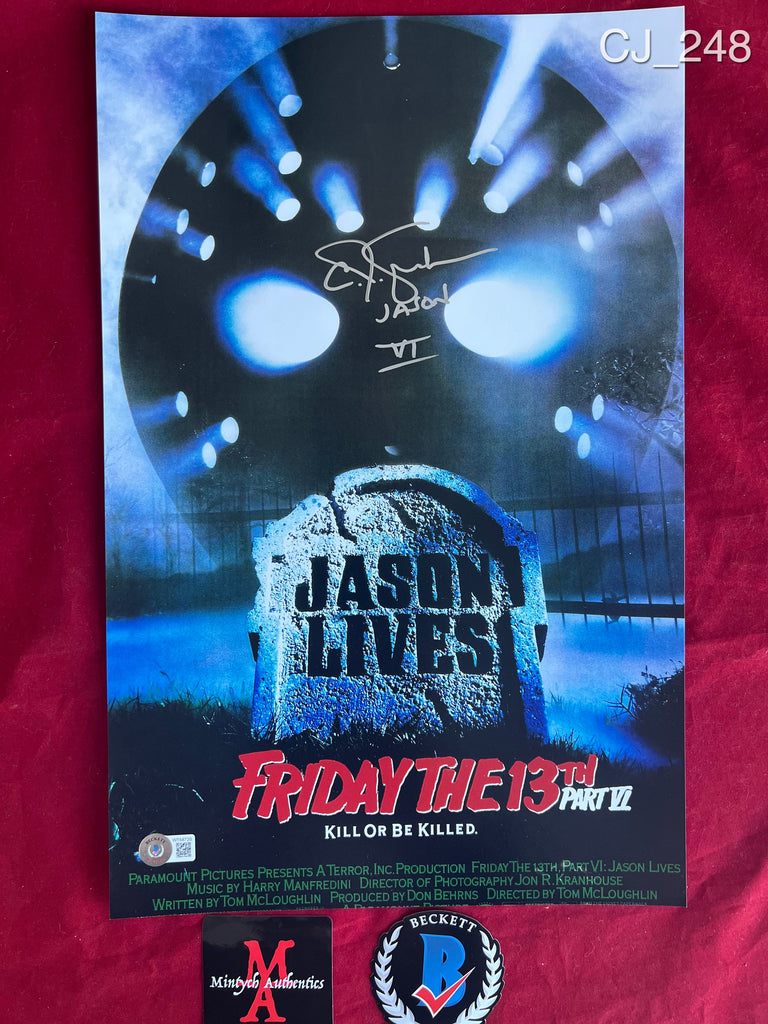 CJ_248
C.J. Graham
JASON
VI
JASON
LIVES
FRIDAY THE 13TH
PART VI
KILL OR BE KILLED.
BECKETT
PARAMOUNT PICTURES PRESENTS A TERROR, INC. PRODUCTION FRIDAY THE 13TH, PART VI: JASON LIVES
MUSIC BY HARRY MANFREDINI DIRECTOR OF PHOTOGRAPHY JON R. KRANHOUSE
WRITTEN BY TOM MCLOUGHLIN PRODUCED BY DON BEHRNS DIRECTED BY TOM MCLOUGHLIN
BECKETT
B
M
Mintych Authentics
A